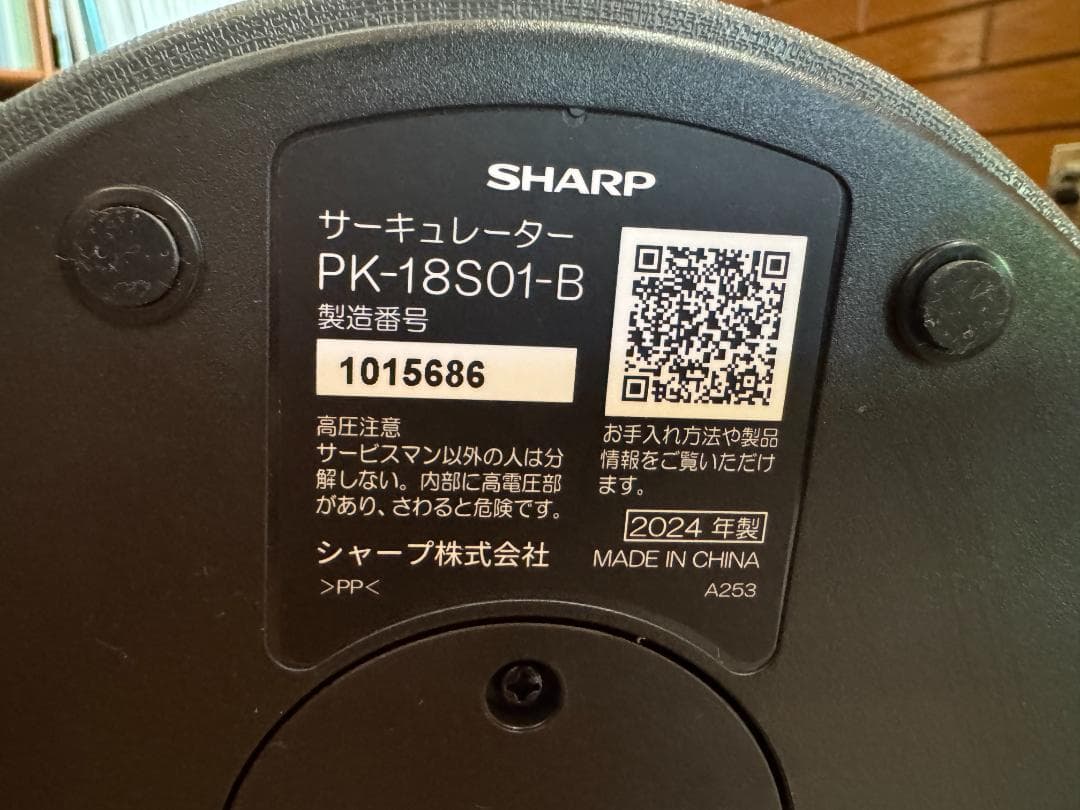 SHARP
サーキュレーター
PK-18S01-B
製造番号
1015686
高圧注意
サービスマン以外の人は分
解しない。内部に高電圧部
があり、さわると危険です。
シャープ株式会社
>PP<
お手入れ方法や製品
情報をご覧いただけ
ます。
2024 年製
MADE IN CHINA
A253